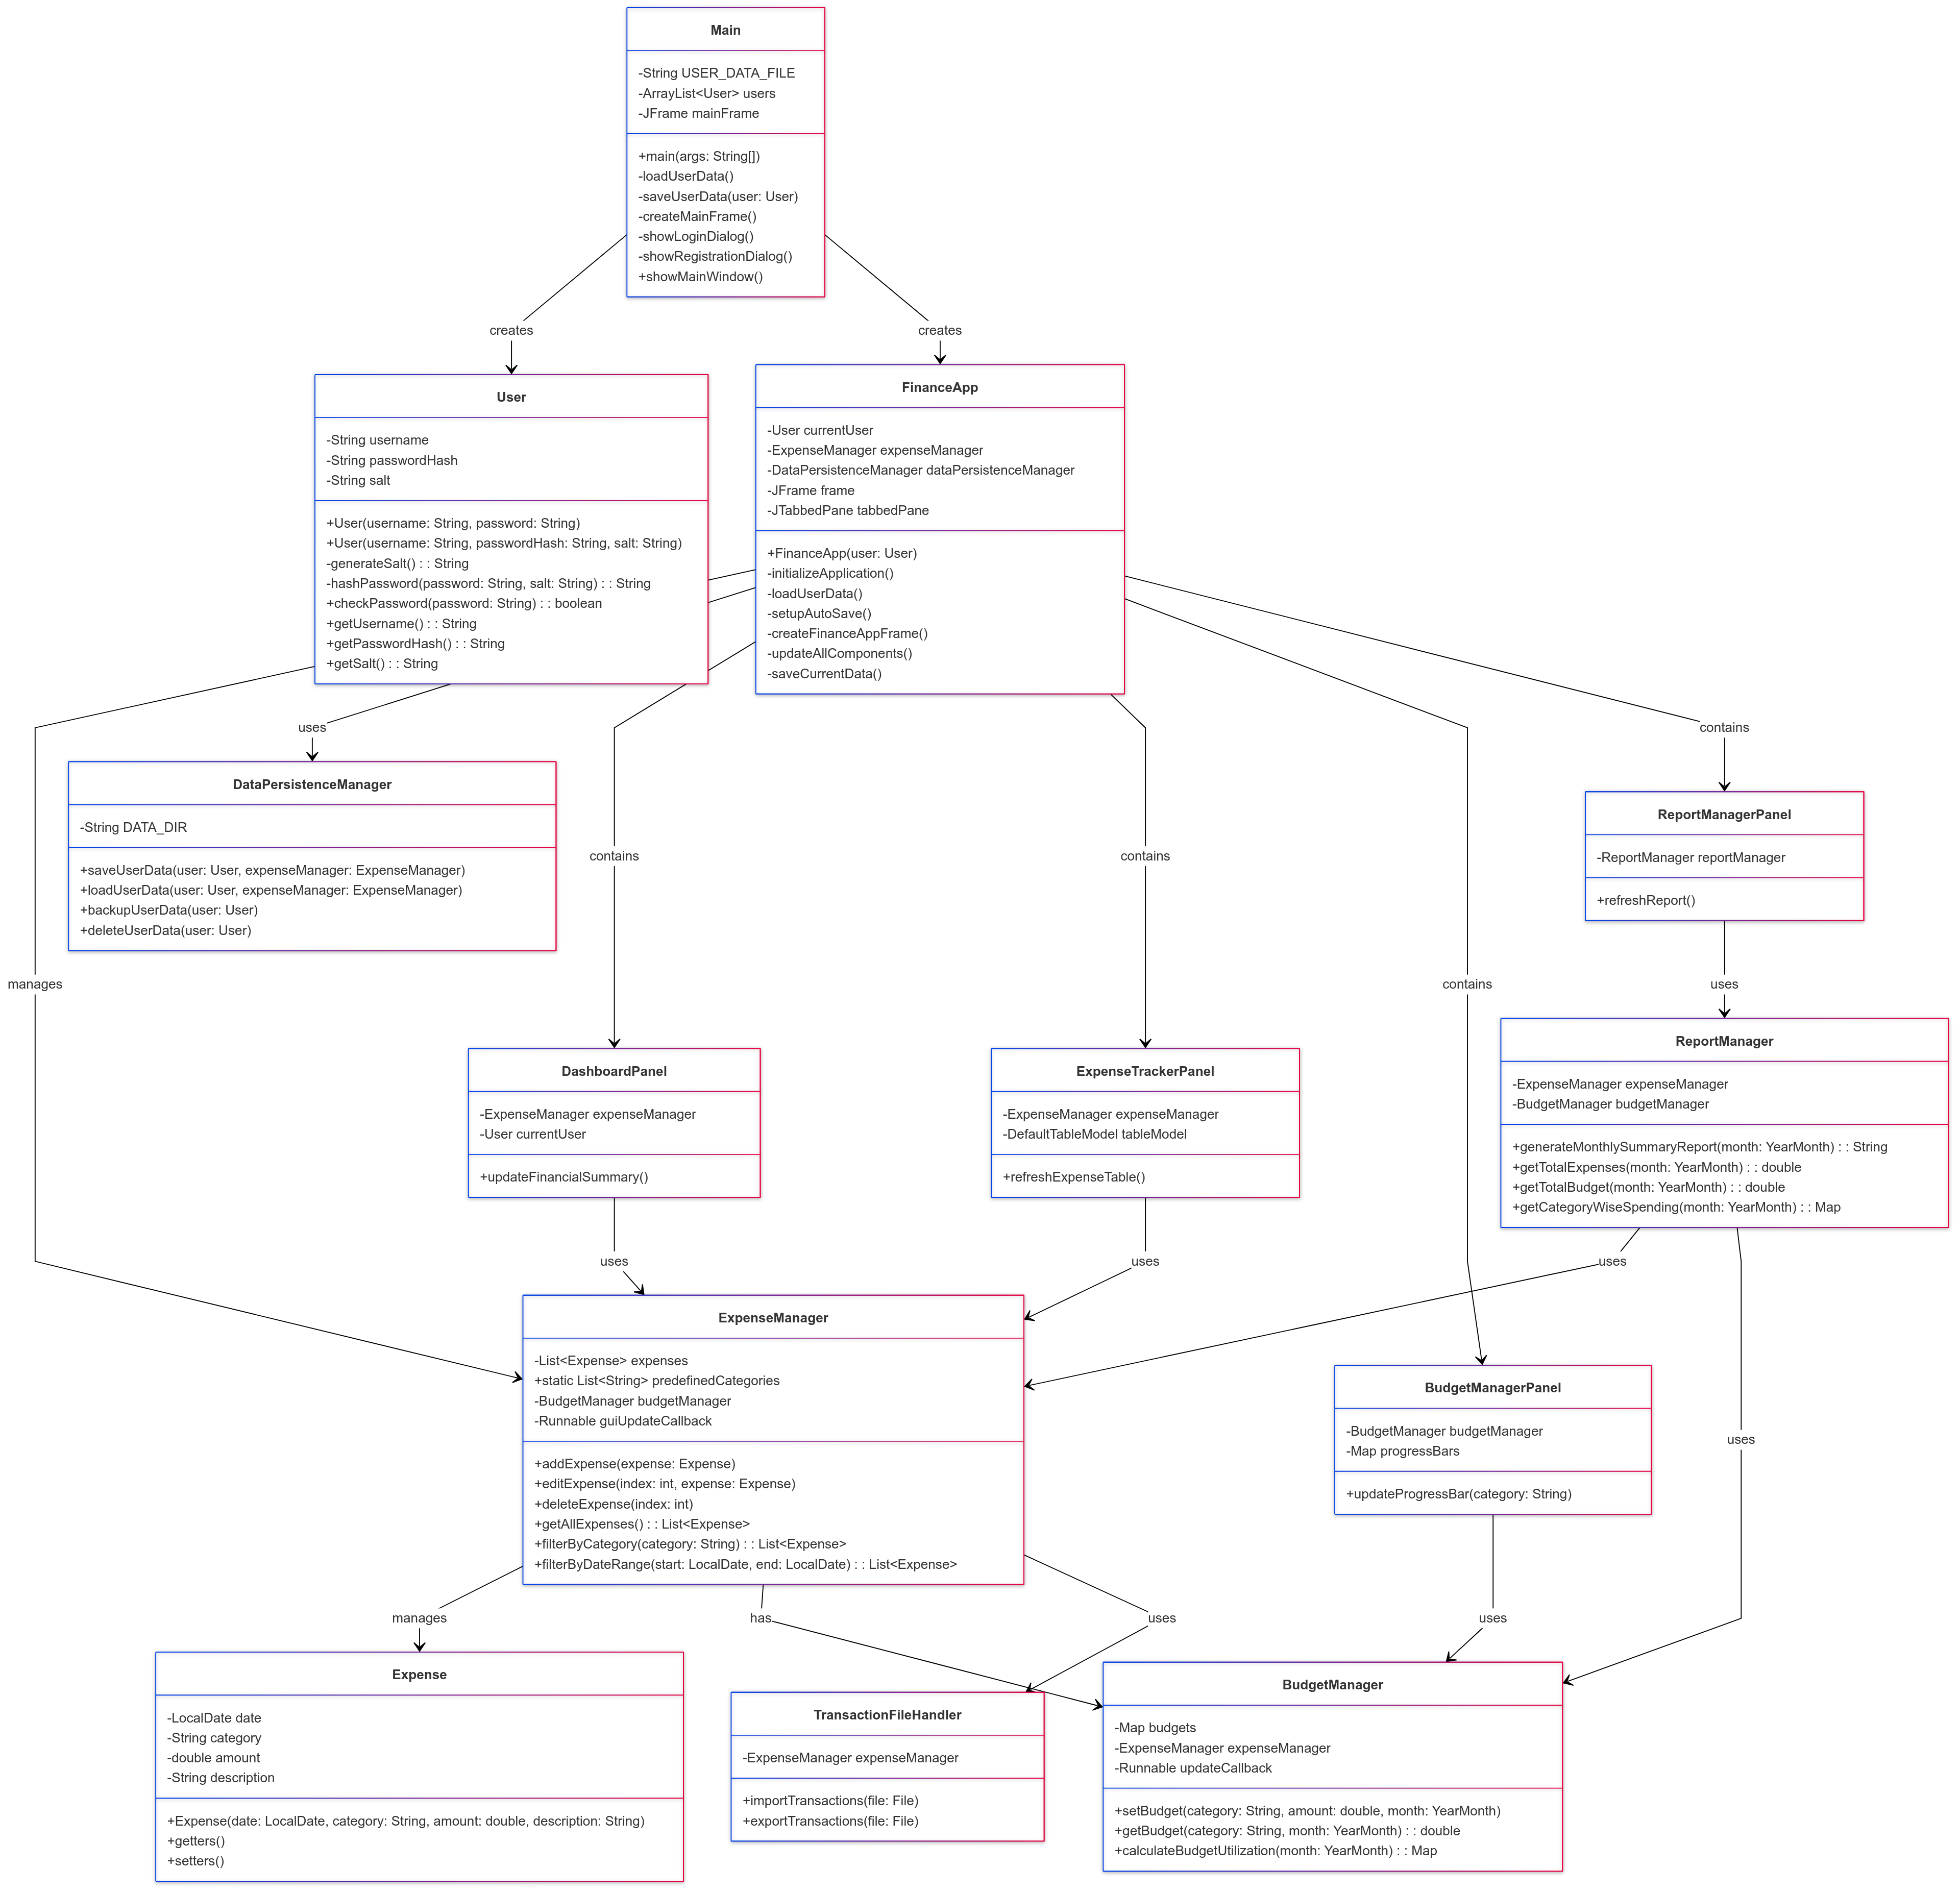 Main
-String USER_DATA_FILE
-ArrayList<User> users
-JFrame mainFrame
+main(args: String[])
-loadUserData()
-saveUserData(user: User)
-createMainFrame()
-showLoginDialog()
-showRegistrationDialog()
+showMainWindow()
creates
creates
User
-String username
-String passwordHash
-String salt
+User(username: String, password: String)
+User(username: String, passwordHash: String, salt: String)
-generateSalt() : : String
-hashPassword(password: String, salt: String) : : String
+checkPassword(password: String) : : boolean
+getUsername() : : String
+getPasswordHash() : : String
+getSalt() : : String
FinanceApp
-User currentUser
-ExpenseManager expenseManager
-DataPersistenceManager dataPersistenceManager
-JFrame frame
-JTabbedPane tabbedPane
+FinanceApp(user: User)
-initializeApplication()
-loadUserData()
-setupAutoSave()
-createFinanceAppFrame()
-updateAllComponents()
-saveCurrentData()
uses
contains
DataPersistenceManager
-String DATA_DIR
+saveUserData(user: User, expenseManager: ExpenseManager)
+loadUserData(user: User, expenseManager: ExpenseManager)
+backupUserData(user: User)
+deleteUserData(user: User)
contains
contains
ReportManagerPanel
-ReportManager reportManager
+refreshReport()
manages
contains
uses
DashboardPanel
-ExpenseManager expenseManager
-User currentUser
+updateFinancialSummary()
ExpenseTrackerPanel
-ExpenseManager expenseManager
-DefaultTableModel tableModel
+refreshExpenseTable()
ReportManager
-ExpenseManager expenseManager
-BudgetManager budgetManager
+generateMonthlySummaryReport(month: YearMonth) : : String
+getTotalExpenses(month: YearMonth) : : double
+getTotalBudget(month: YearMonth) : : double
+getCategoryWiseSpending(month: YearMonth) : : Map
uses
uses
uses
ExpenseManager
-List<Expense> expenses
+static List<String> predefinedCategories
-BudgetManager budgetManager
-Runnable guiUpdateCallback
+addExpense(expense: Expense)
+editExpense(index: int, expense: Expense)
+deleteExpense(index: int)
+getAllExpenses() : : List<Expense>
+filterByCategory(category: String) : : List<Expense>
+filterByDateRange(start: LocalDate, end: LocalDate) : : List<Expense>
BudgetManagerPanel
-BudgetManager budgetManager
-Map progressBars
+updateProgressBar(category: String)
uses
manages
has
uses
uses
Expense
-LocalDate date
-String category
-double amount
-String description
+Expense(date: LocalDate, category: String, amount: double, description: String)
+getters()
+setters()
TransactionFileHandler
-ExpenseManager expenseManager
+importTransactions(file: File)
+exportTransactions(file: File)
BudgetManager
-Map budgets
-ExpenseManager expenseManager
-Runnable updateCallback
+setBudget(category: String, amount: double, month: YearMonth)
+getBudget(category: String, month: YearMonth) : : double
+calculateBudgetUtilization(month: YearMonth) : : Map